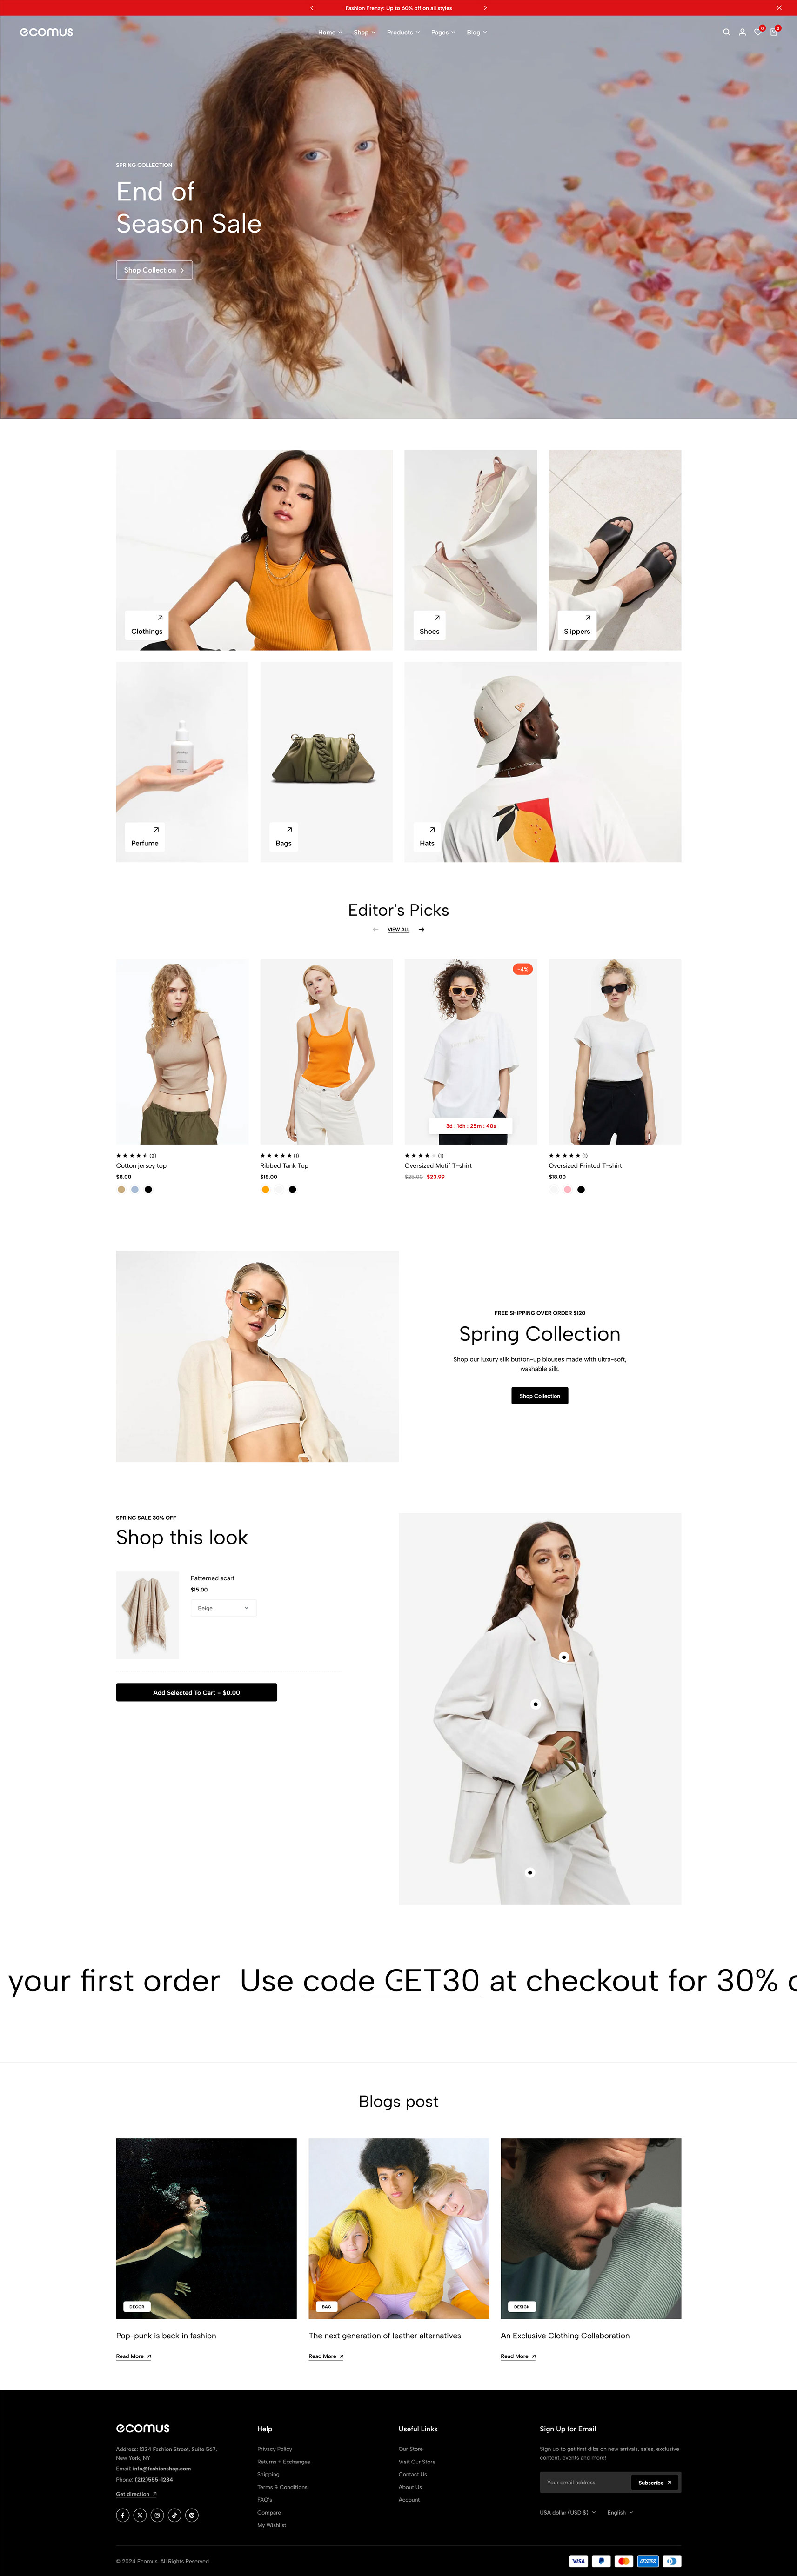 Fashion Frenzy: Up to 60% off on all styles
ecomus
Home Shop Products Pages Blog
0 0
SPRING COLLECTION
End of
Season Sale
Shop Collection
Clothings
Shoes
Slippers
Perfume
Bags
Hats
Editor's Picks
VIEW ALL
-4%
3d : 16h : 25m : 40s
(2)
Cotton jersey top
$8.00
(1)
Ribbed Tank Top
$18.00
(1)
Oversized Motif T-shirt
$25.00 $23.99
(1)
Oversized Printed T-shirt
$18.00
FREE SHIPPING OVER ORDER $120
Spring Collection
Shop our luxury silk button-up blouses made with ultra-soft,
washable silk.
Shop Collection
SPRING SALE 30% OFF
Shop this look
Patterned scarf
$15.00
Beige
Add Selected To Cart - $0.00
your first order Use code GET30 at checkout for 30%
Blogs post
DECOR
Pop-punk is back in fashion
Read More
BAG
The next generation of leather alternatives
Read More
DESIGN
An Exclusive Clothing Collaboration
Read More
ecomus
Address: 1234 Fashion Street, Suite 567,
New York, NY
Email: info@fashionshop.com
Phone: (212)555-1234
Get direction
Help
Privacy Policy
Returns + Exchanges
Shipping
Terms & Conditions
FAQ's
Compare
My Wishlist
Useful Links
Our Store
Visit Our Store
Contact Us
About Us
Account
Sign Up for Email
Sign up to get first dibs on new arrivals, sales, exclusive
content, events and more!
Your email address
Subscribe
USA dollar (USD $) English
© 2024 Ecomus. All Rights Reserved
VISA